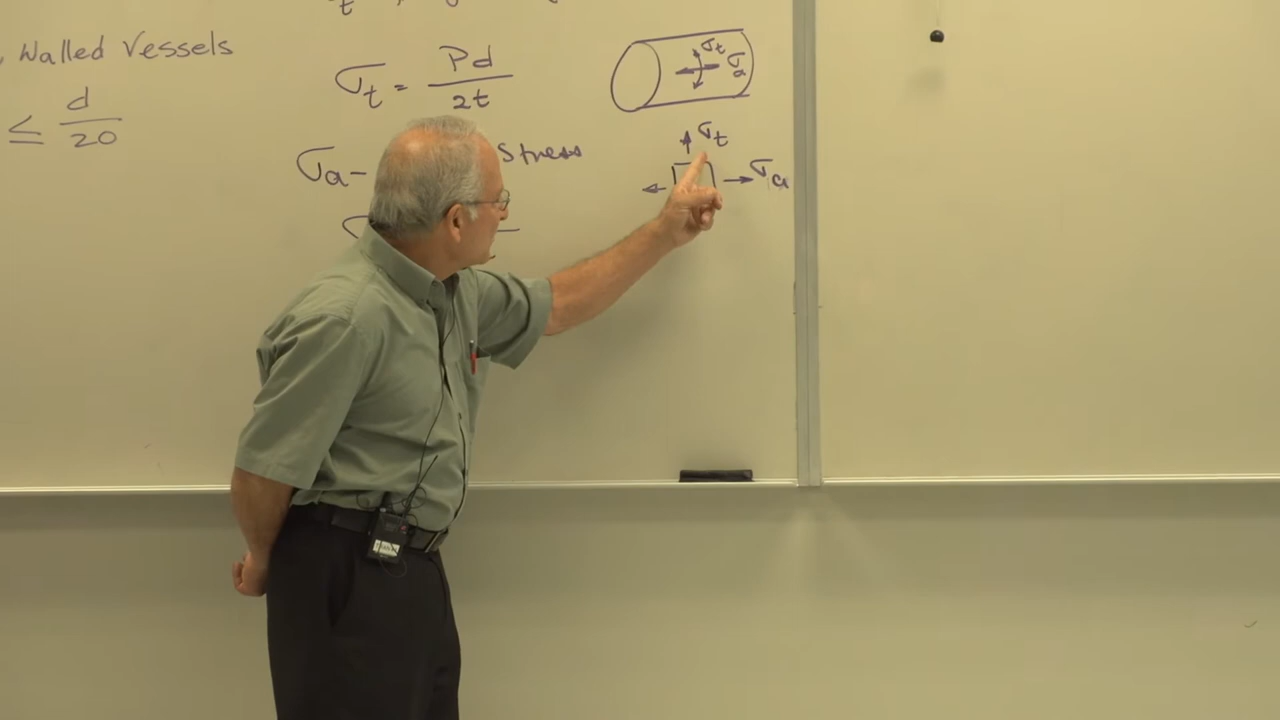 Walled Vessels
≤ d/20
σt = Pd/2t
σa - Stress
σt
σa
σt
σa